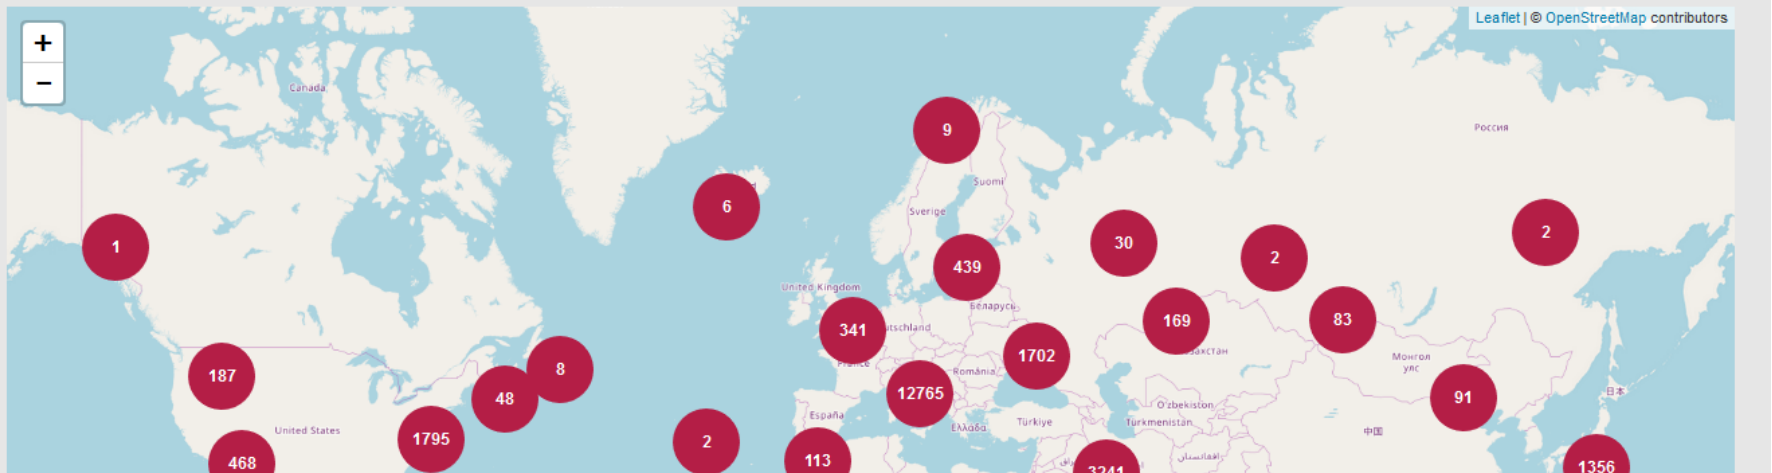 +
−
Leaflet | © OpenStreetMap contributors
Canada
Россия
9
Suomi
6
Sverige
1
30
2
2
439
United Kingdom
Беларусь
341
169
83
1702
Монгол
улс
187
8
România
12765
48
91
日本
O'zbekiston
España
Türkiye
Türkmenistan
Ελλάδα
United States
1795
2
中国
113
468
3241
1356
افغانستان